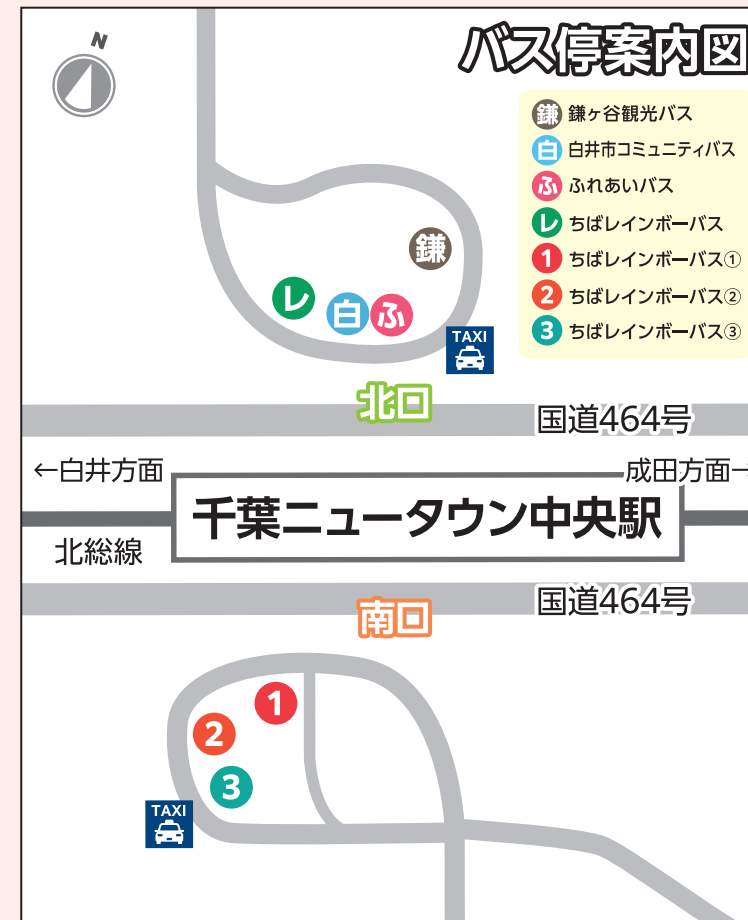 N
バス停案内図
鎌 鎌ヶ谷観光バス
白 白井市コミュニティバス
ふ ふれあいバス
レ ちばレインボーバス
1 ちばレインボーバス①
2 ちばレインボーバス②
3 ちばレインボーバス③
鎌
レ
白
ふ
TAXI
北口
国道464号
←白井方面
成田方面→
千葉ニュータウン中央駅
北総線
国道464号
南口
1
2
3
TAXI